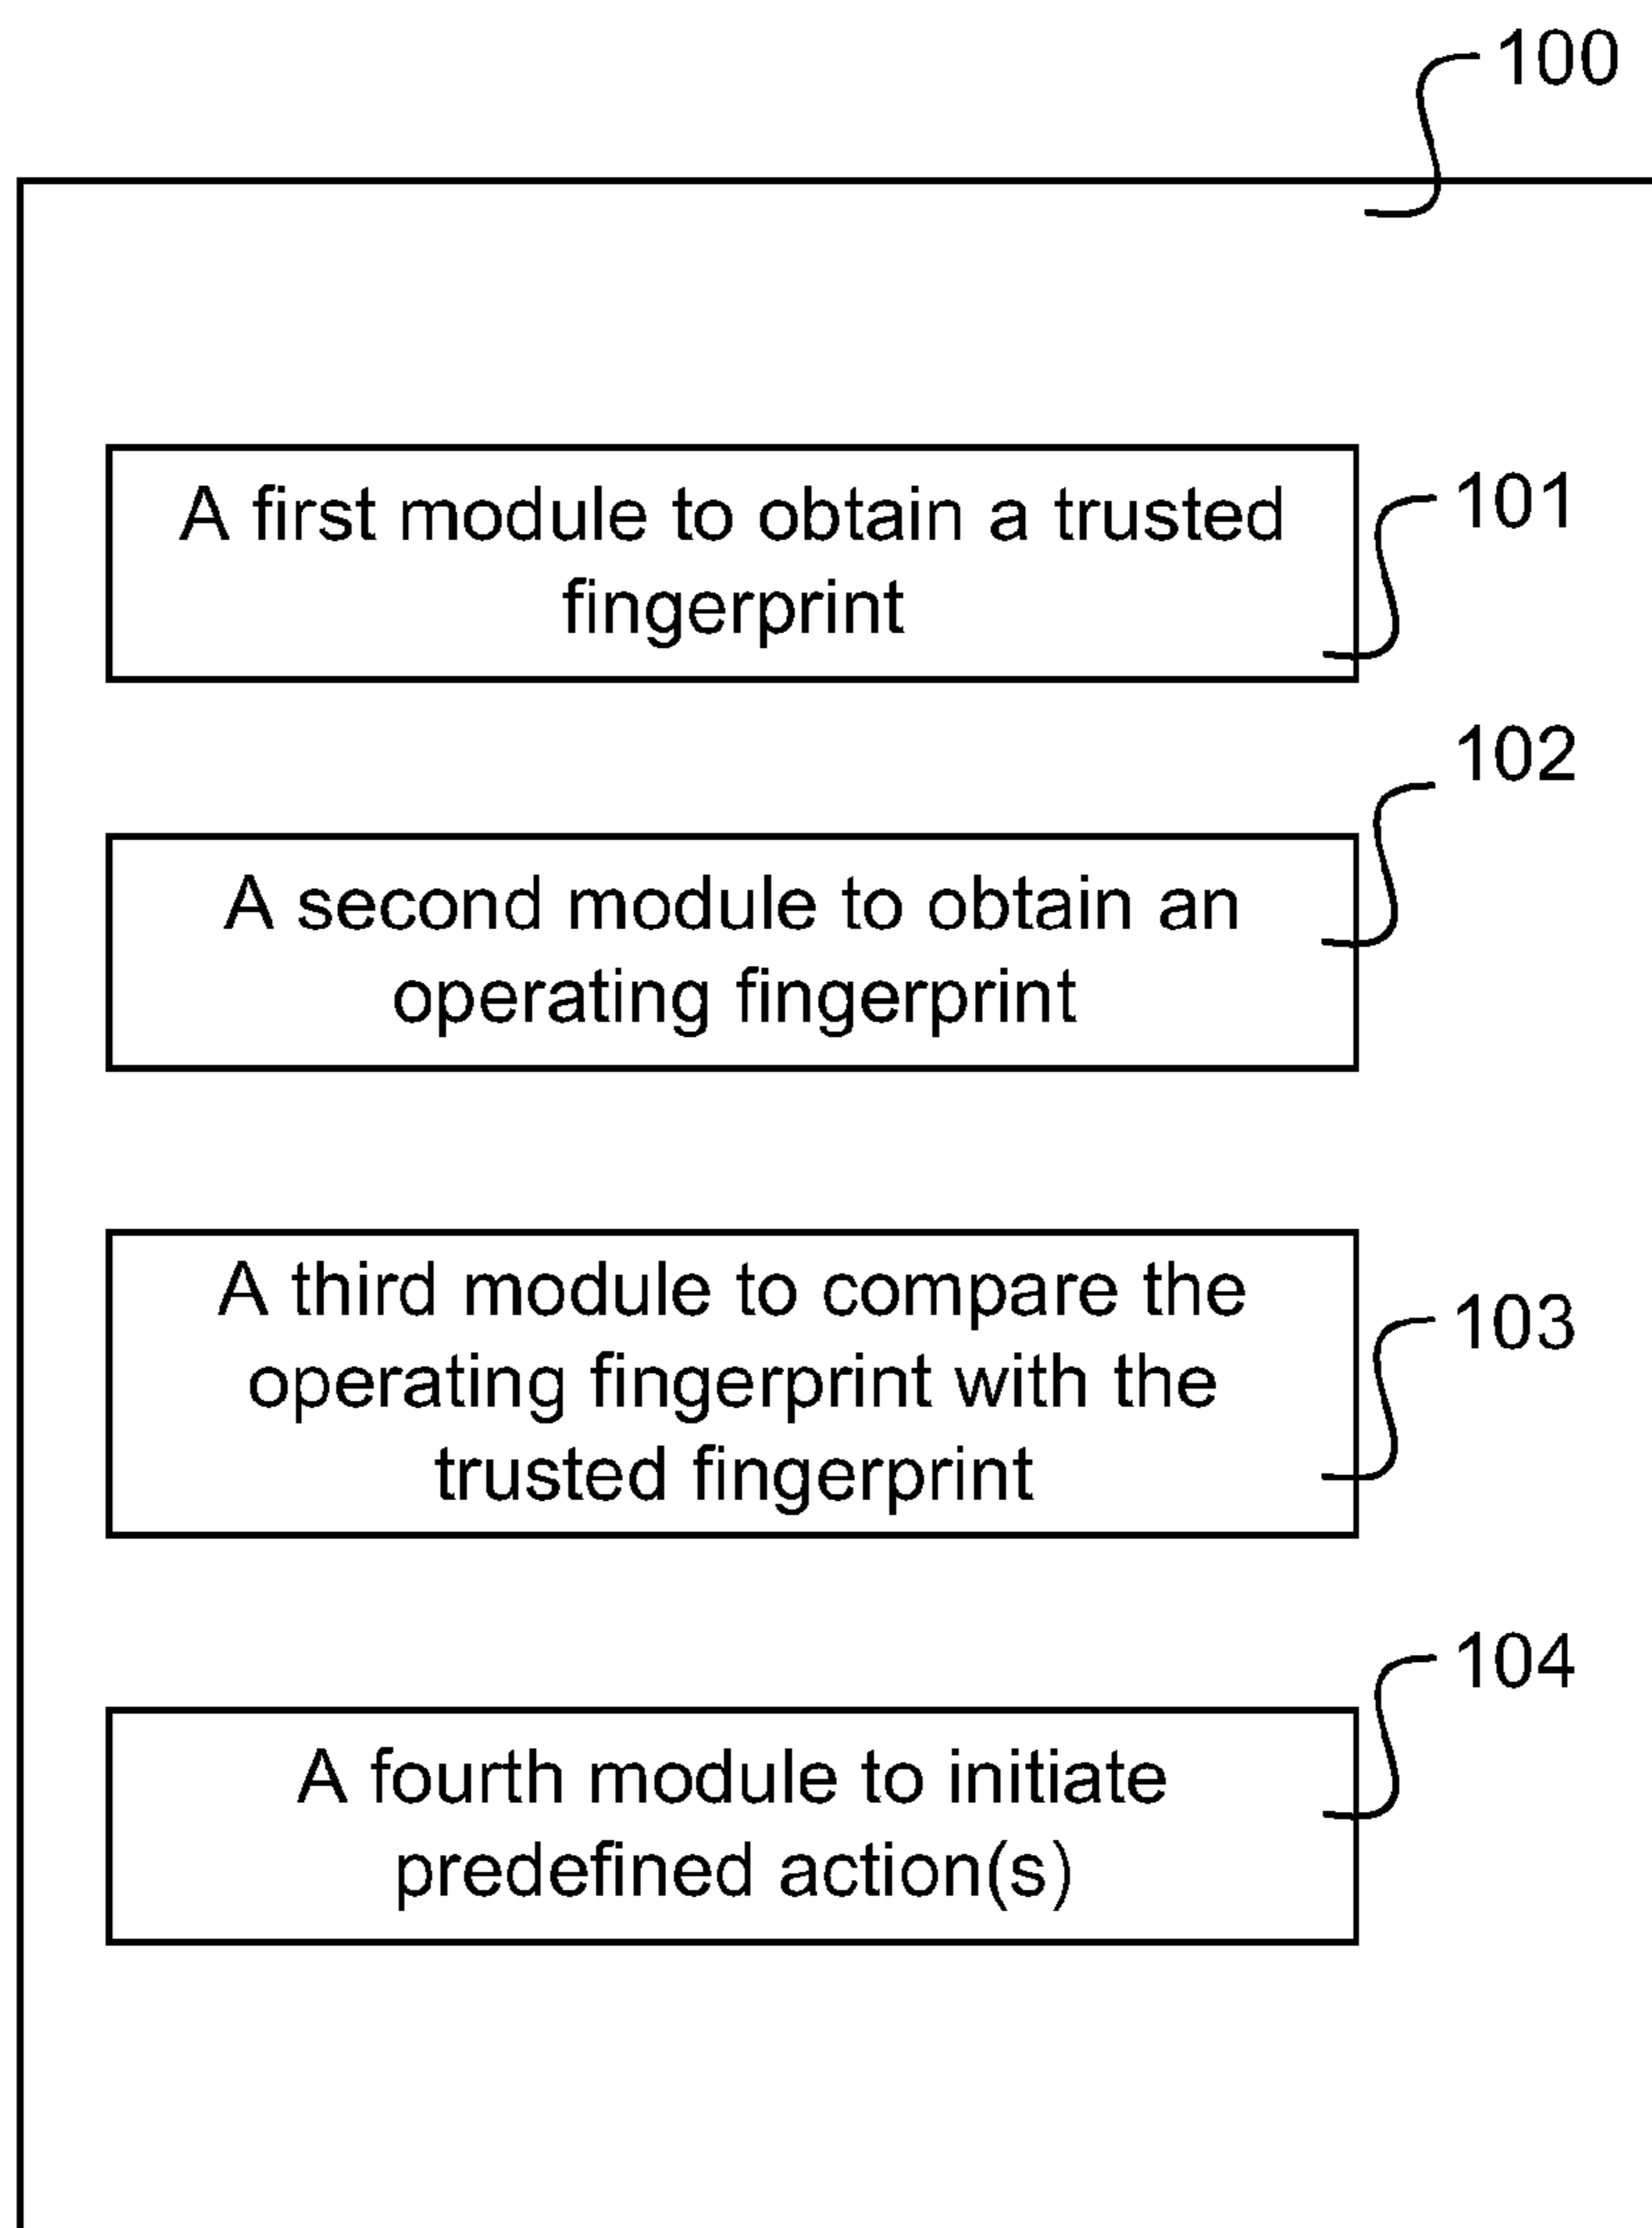 100
A first module to obtain a trusted
fingerprint
101
102
A second module to obtain an
operating fingerprint
A third module to compare the
operating fingerprint with the
trusted fingerprint
103
104
A fourth module to initiate
predefined action(s)